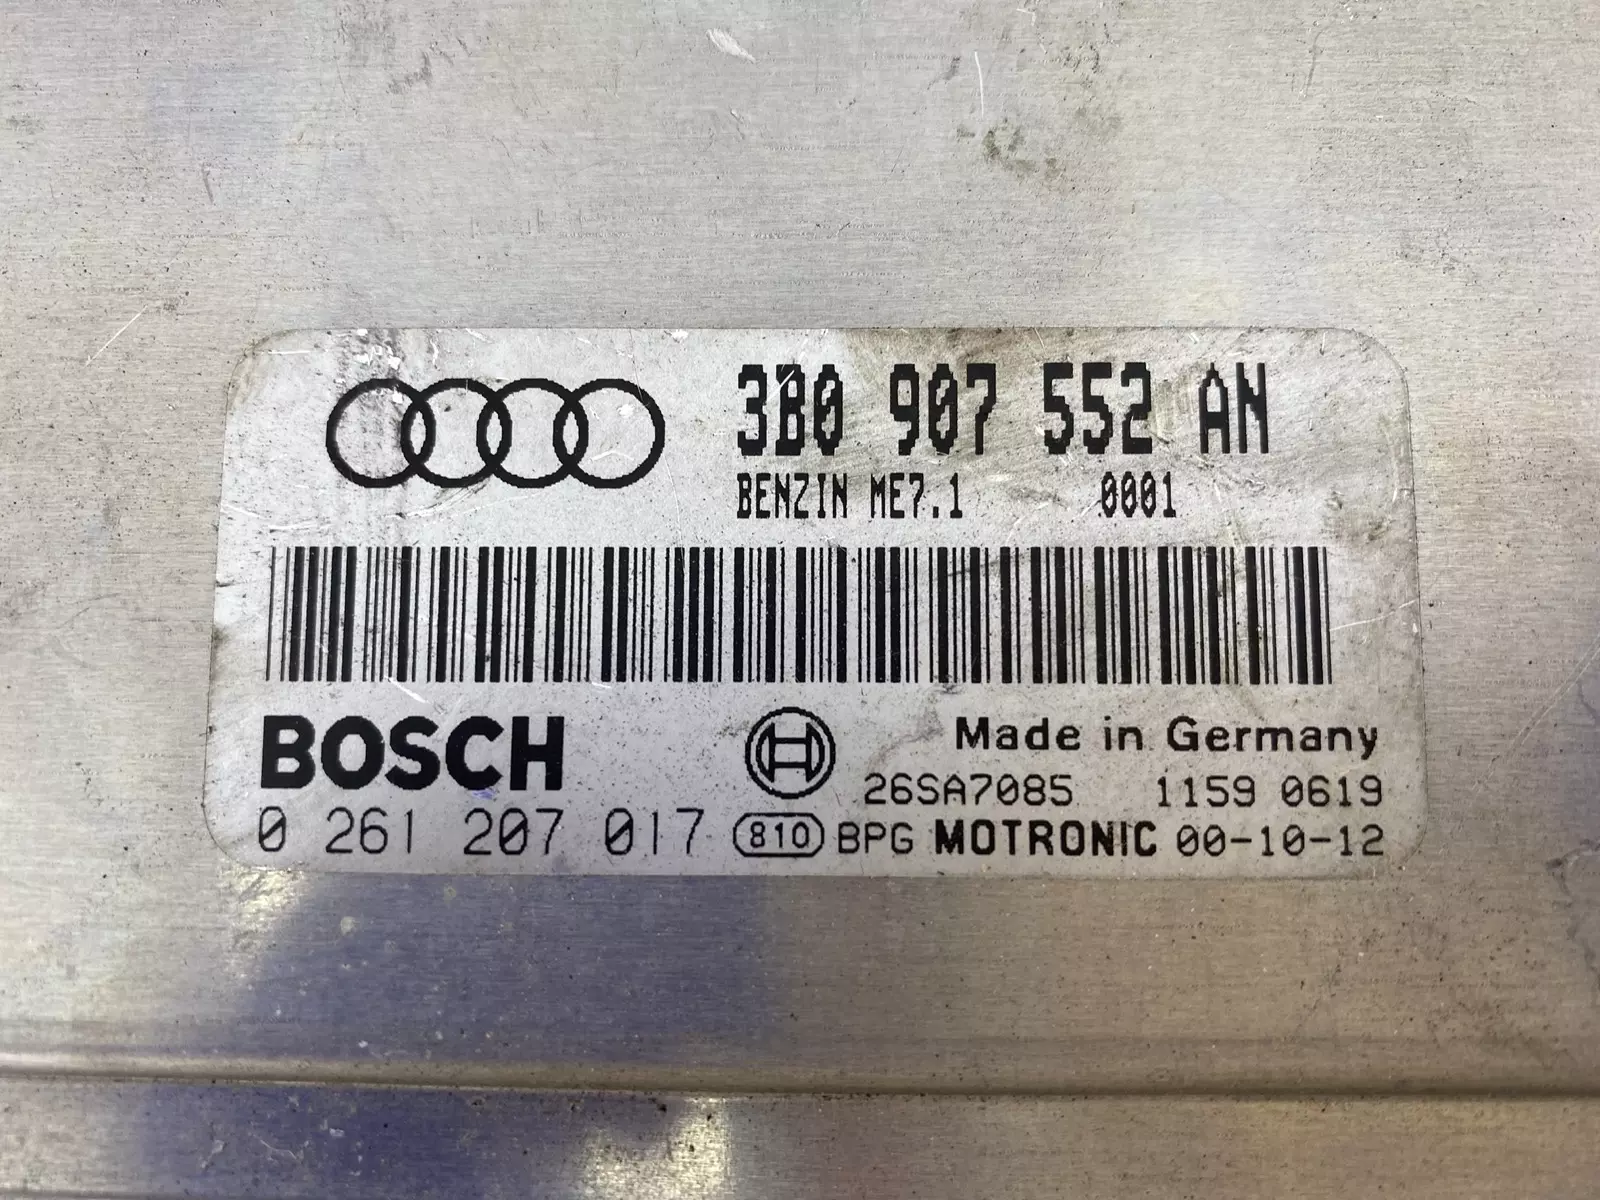 3B0 907 552 AN
BENZIN ME7.1 0001
BOSCH
Made in Germany
26SA7085 1159 0619
0 261 207 017 810 BPG MOTRONIC 00-10-12